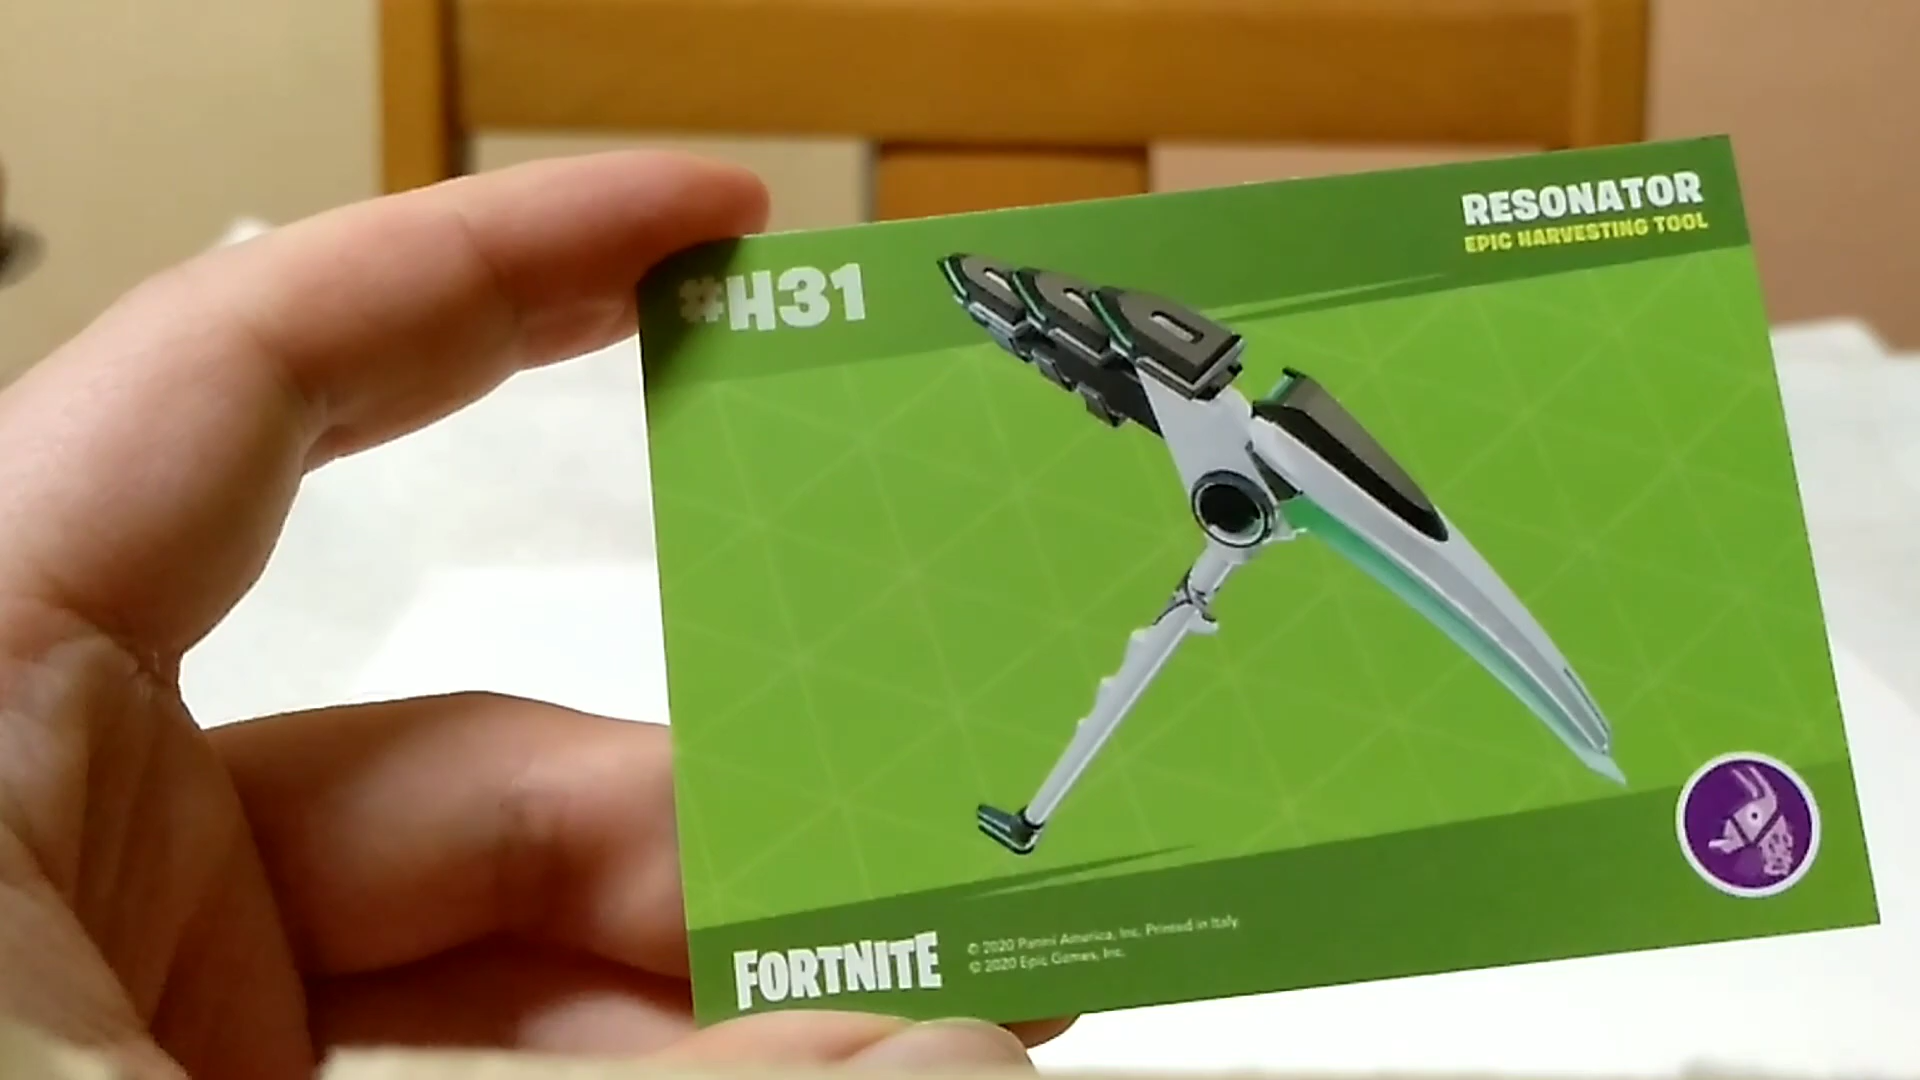 #H31
RESONATOR
EPIC HARVESTING TOOL
FORTNITE
© 2020 Panini America, Inc. Printed in Italy
© 2020 Epic Games, Inc.